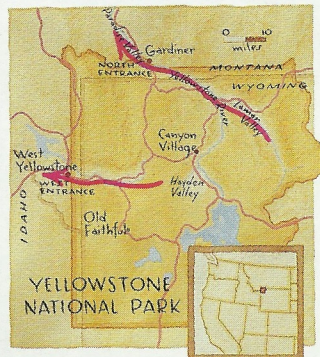 Paradise Valley
Gardiner
0 10
miles
NORTH
ENTRANCE
MONTANA
WYOMING
Yellowstone River
Lamar
Valley
Canyon
Village
West
Yellowstone
WEST
ENTRANCE
Hayden
Valley
IDAHO
Old
Faithful
YELLOWSTONE
NATIONAL PARK